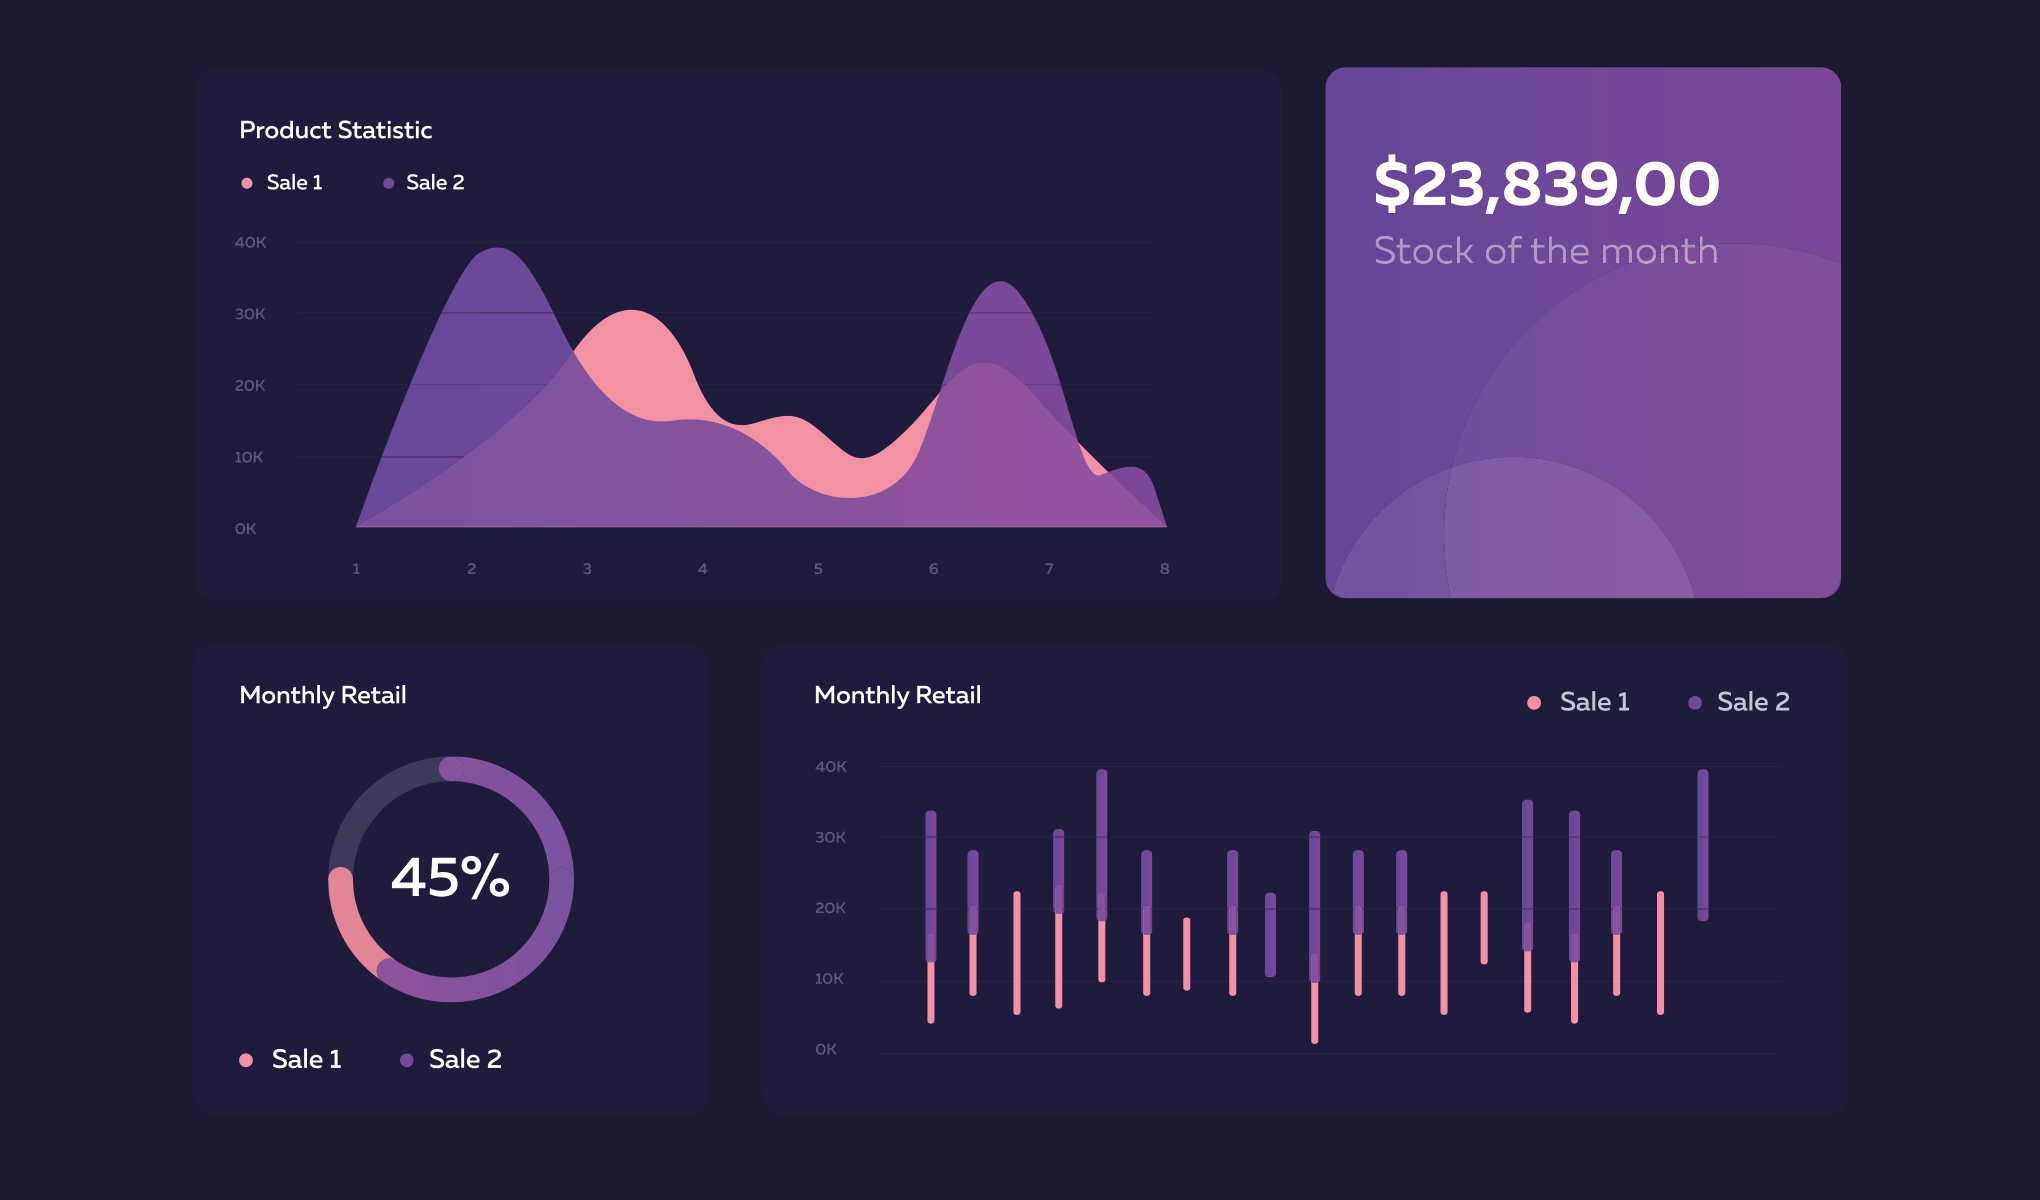 Product Statistic
Sale 1 Sale 2
40K
30K
20K
10K
0K
1 2 3 4 5 6 7 8
$23,839,00
Stock of the month
Monthly Retail
45%
Sale 1 Sale 2
Monthly Retail
Sale 1 Sale 2
40K
30K
20K
10K
0K